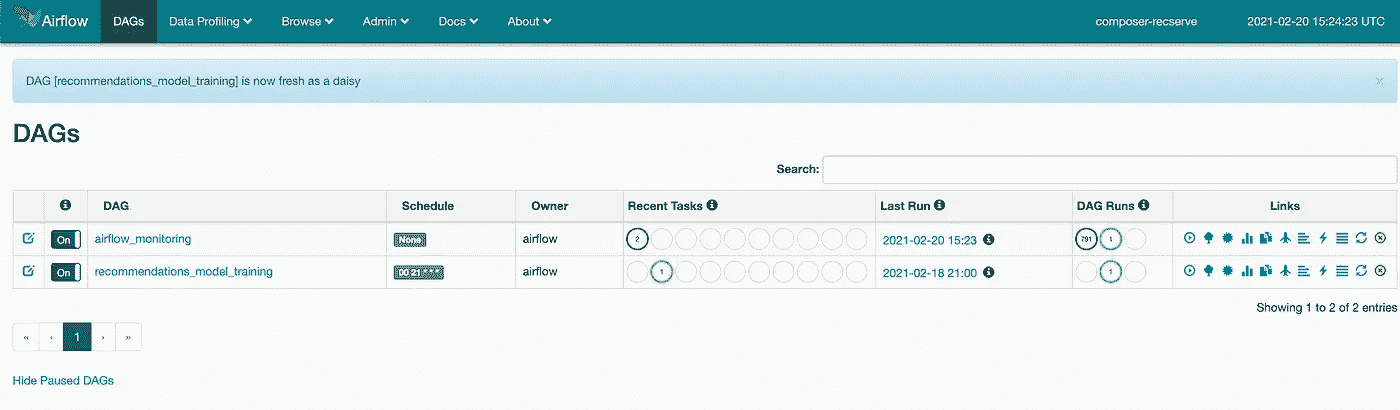 Airflow DAGs Data Profiling Browse Admin Docs About composer-recserve 2021-02-20 15:24:23 UTC
DAG [recommendations_model_training] is now fresh as a daisy ×
DAGs
Search:
DAG Schedule Owner Recent Tasks Last Run DAG Runs Links
On airflow_monitoring None airflow 2 2021-02-20 15:23 791 1
On recommendations_model_training 00 21 * * * airflow 1 2021-02-18 21:00 1
Showing 1 to 2 of 2 entries
« ‹ 1 › »
Hide Paused DAGs